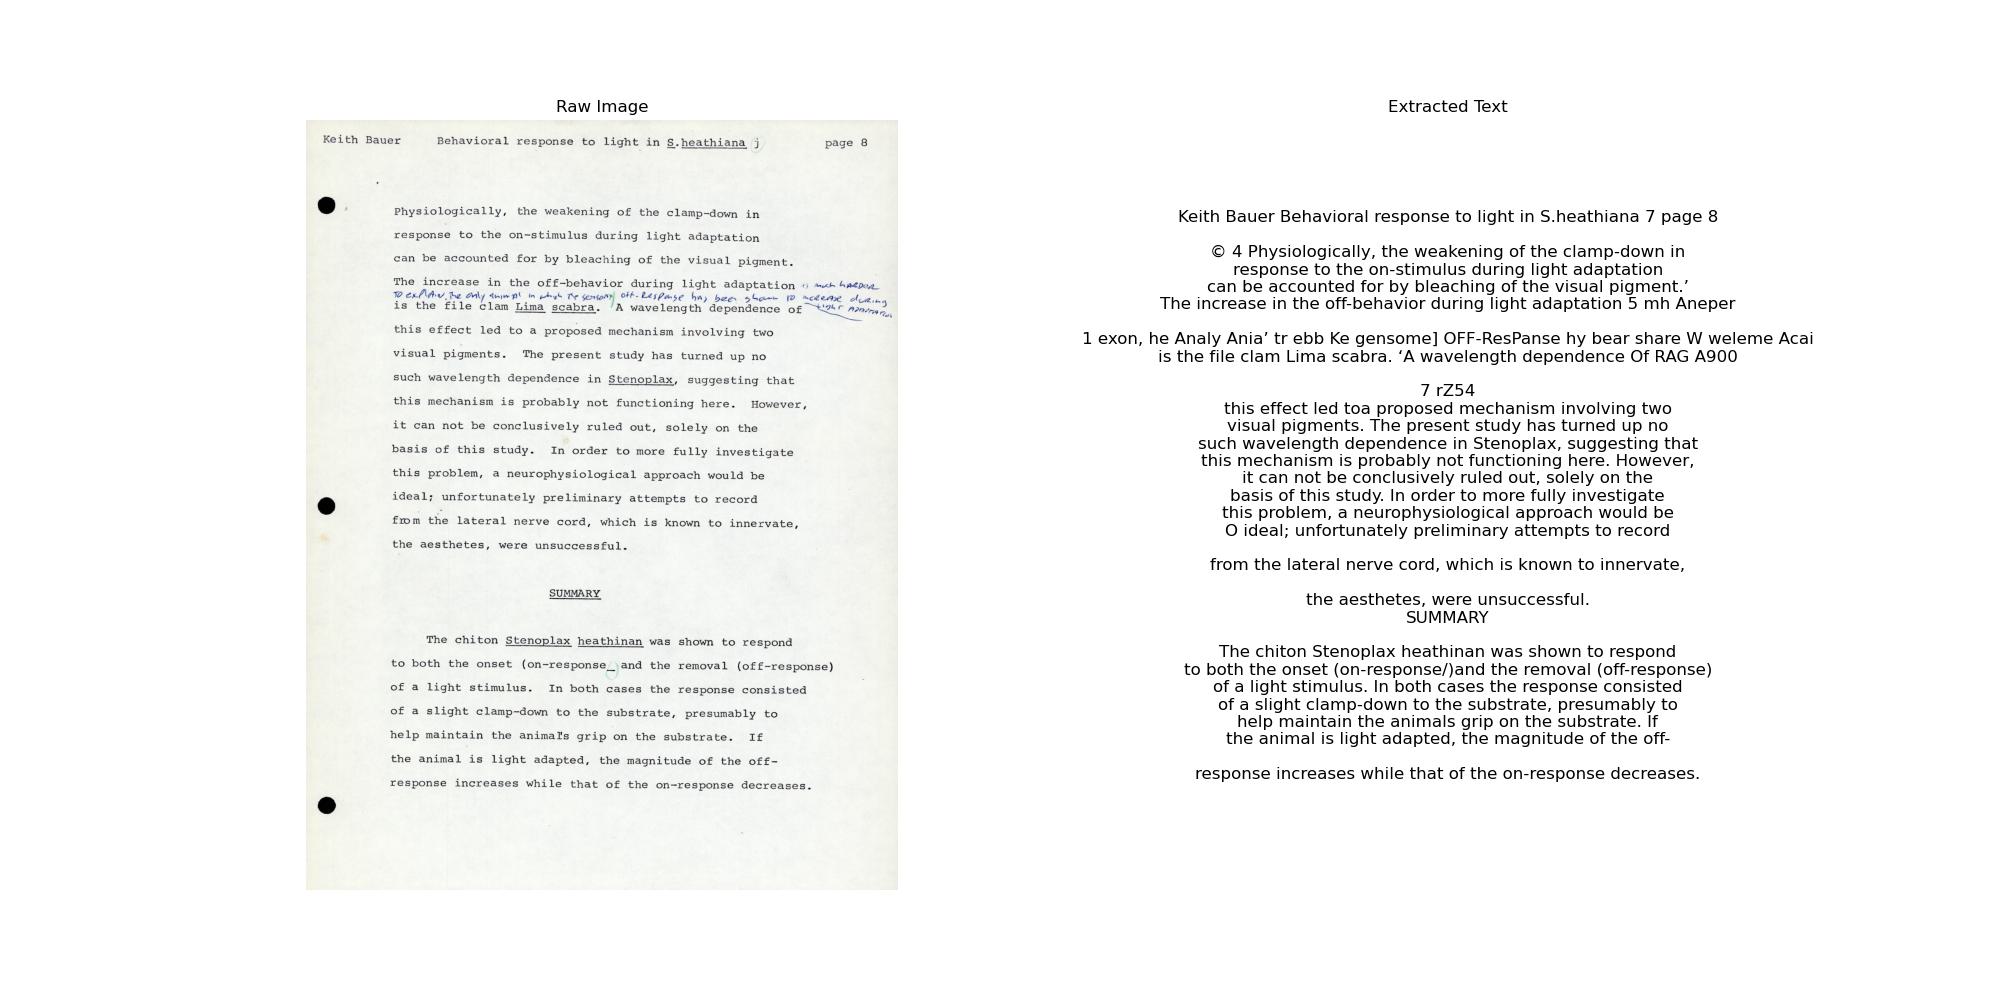 Raw Image
Keith Bauer Behavioral response to light in S.heathiana j page 8
Physiologically, the weakening of the clamp-down in
response to the on-stimulus during light adaptation
can be accounted for by bleaching of the visual pigment.
The increase in the off-behavior during light adaptation is much harder
to explain, the only animal in which the sensory off-Response has been shown to increase during
light adaptation
is the file clam Lima scabra. A wavelength dependence of
this effect led to a proposed mechanism involving two
visual pigments. The present study has turned up no
such wavelength dependence in Stenoplax, suggesting that
this mechanism is probably not functioning here. However,
it can not be conclusively ruled out, solely on the
basis of this study. In order to more fully investigate
this problem, a neurophysiological approach would be
ideal; unfortunately preliminary attempts to record
from the lateral nerve cord, which is known to innervate,
the aesthetes, were unsuccessful.
SUMMARY
The chiton Stenoplax heathinan was shown to respond
to both the onset (on-response_ and the removal (off-response)
of a light stimulus. In both cases the response consisted
of a slight clamp-down to the substrate, presumably to
help maintain the animal's grip on the substrate. If
the animal is light adapted, the magnitude of the off-
response increases while that of the on-response decreases.
Extracted Text
Keith Bauer Behavioral response to light in S.heathiana 7 page 8
© 4 Physiologically, the weakening of the clamp-down in
response to the on-stimulus during light adaptation
can be accounted for by bleaching of the visual pigment.’
The increase in the off-behavior during light adaptation 5 mh Aneper
1 exon, he Analy Ania’ tr ebb Ke gensome] OFF-ResPanse hy bear share W weleme Acai
is the file clam Lima scabra. ‘A wavelength dependence Of RAG A900
7 rZ54
this effect led toa proposed mechanism involving two
visual pigments. The present study has turned up no
such wavelength dependence in Stenoplax, suggesting that
this mechanism is probably not functioning here. However,
it can not be conclusively ruled out, solely on the
basis of this study. In order to more fully investigate
this problem, a neurophysiological approach would be
O ideal; unfortunately preliminary attempts to record
from the lateral nerve cord, which is known to innervate,
the aesthetes, were unsuccessful.
SUMMARY
The chiton Stenoplax heathinan was shown to respond
to both the onset (on-response/)and the removal (off-response)
of a light stimulus. In both cases the response consisted
of a slight clamp-down to the substrate, presumably to
help maintain the animals grip on the substrate. If
the animal is light adapted, the magnitude of the off-
response increases while that of the on-response decreases.